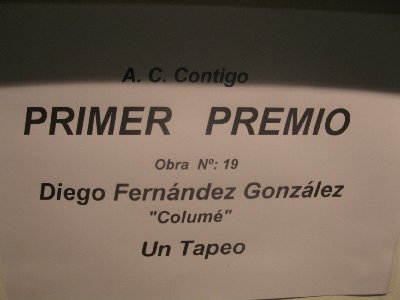 A. C. Contigo
PRIMER PREMIO
Obra Nº: 19
Diego Fernández González
"Columé"
Un Tapeo